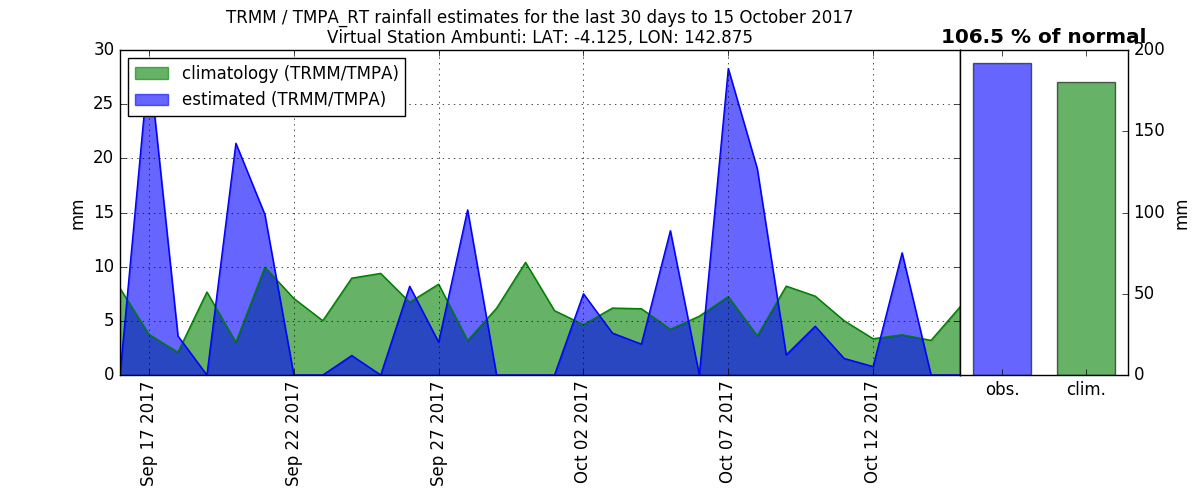 TRMM / TMPA_RT rainfall estimates for the last 30 days to 15 October 2017
Virtual Station Ambunti: LAT: -4.125, LON: 142.875
106.5 % of normal
climatology (TRMM/TMPA)
estimated (TRMM/TMPA)
mm
30
25
20
15
10
5
0
Sep 17 2017
Sep 22 2017
Sep 27 2017
Oct 02 2017
Oct 07 2017
Oct 12 2017
obs.
clim.
200
150
100
50
0
mm